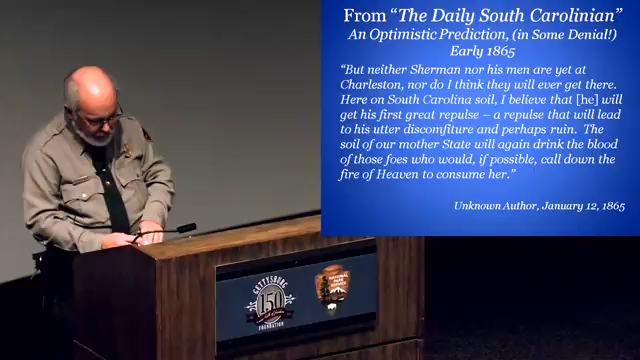 From “The Daily South Carolinian”
An Optimistic Prediction, (in Some Denial!)
Early 1865
“But neither Sherman nor his men are yet at
Charleston, nor do I think they will ever get there.
Here on South Carolina soil, I believe that [he] will
get his first great repulse – a repulse that will lead
to his utter discomfiture and perhaps ruin. The
soil of our mother State will again drink the blood
of those foes who would, if possible, call down the
fire of Heaven to consume her.”
Unknown Author, January 12, 1865
GETTYSBURG
150
FOUNDATION
NATIONAL
PARK
SERVICE